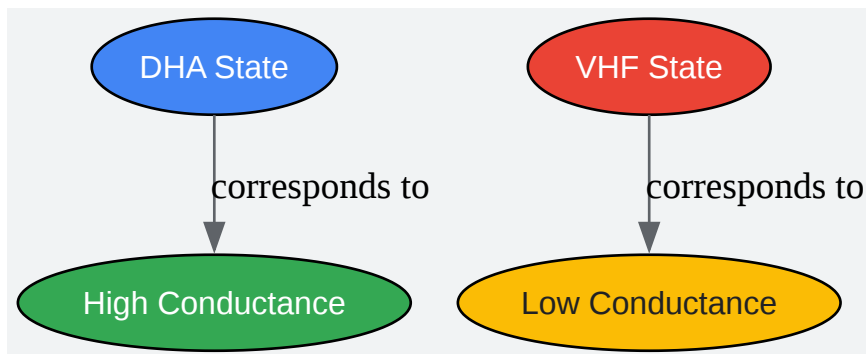 DHA State
VHF State
corresponds to
corresponds to
High Conductance
Low Conductance